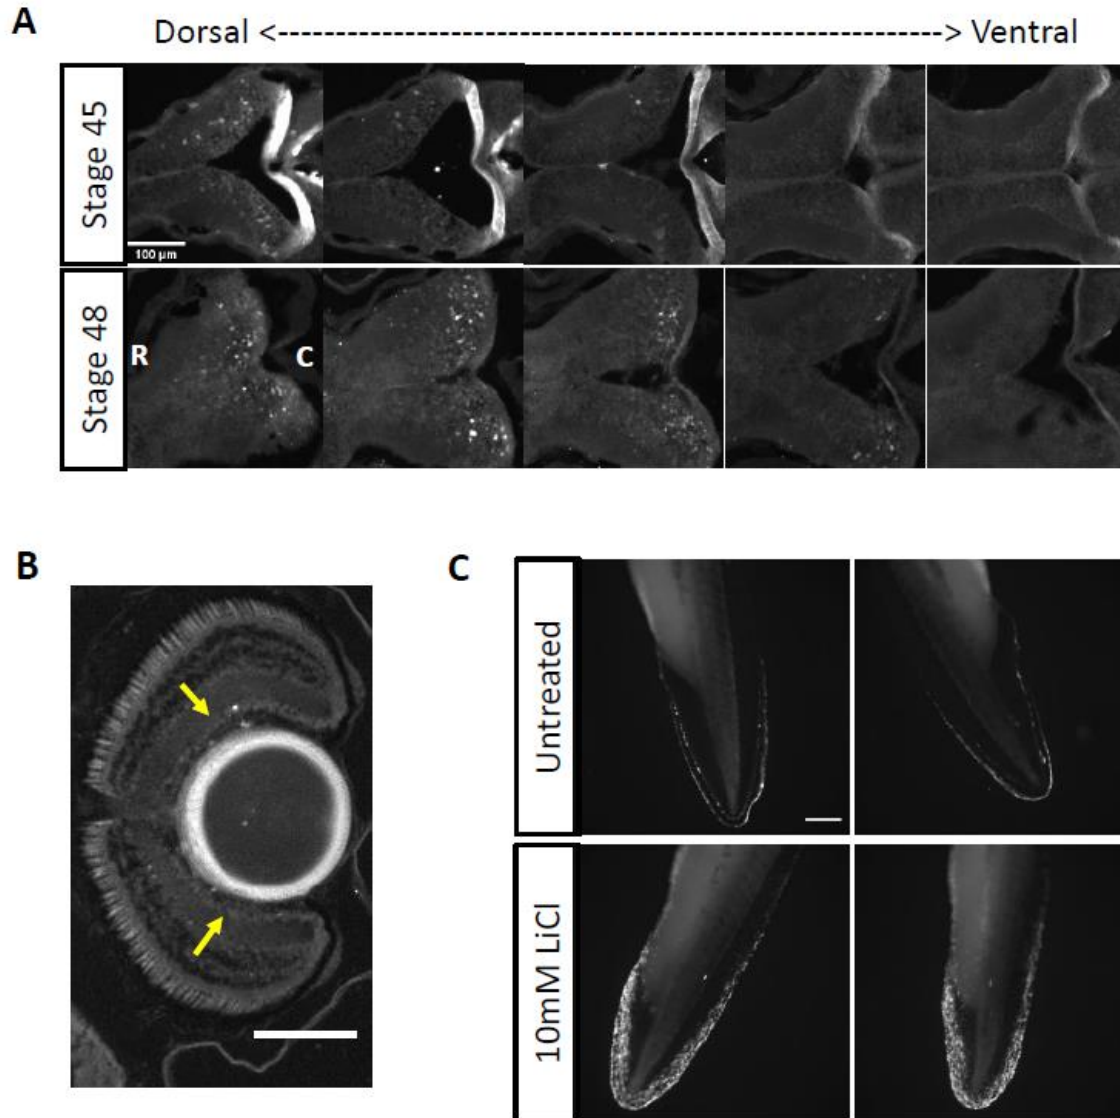 A
Dorsal <--------------------------------------------------------> Ventral
Stage 45
100 µm
Stage 48
R
C
B
C
Untreated
10mM LiCl